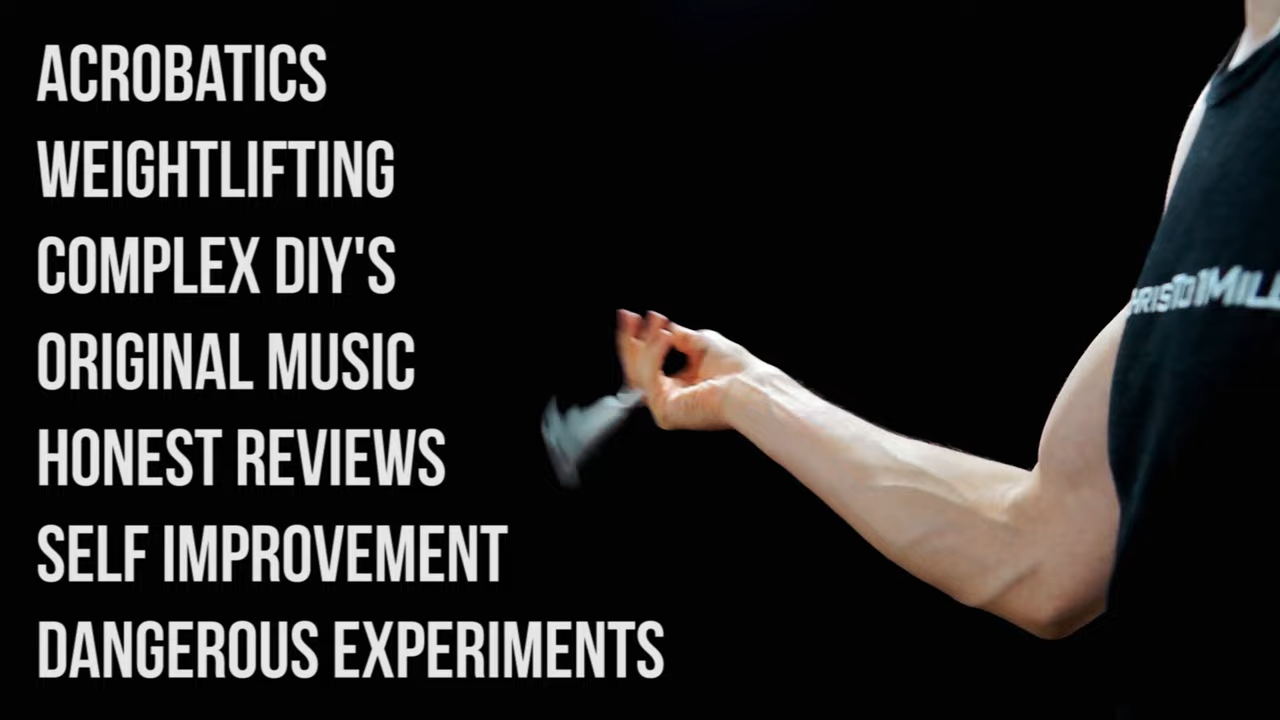 ACROBATICS
WEIGHTLIFTING
COMPLEX DIY'S
ORIGINAL MUSIC
HONEST REVIEWS
SELF IMPROVEMENT
DANGEROUS EXPERIMENTS